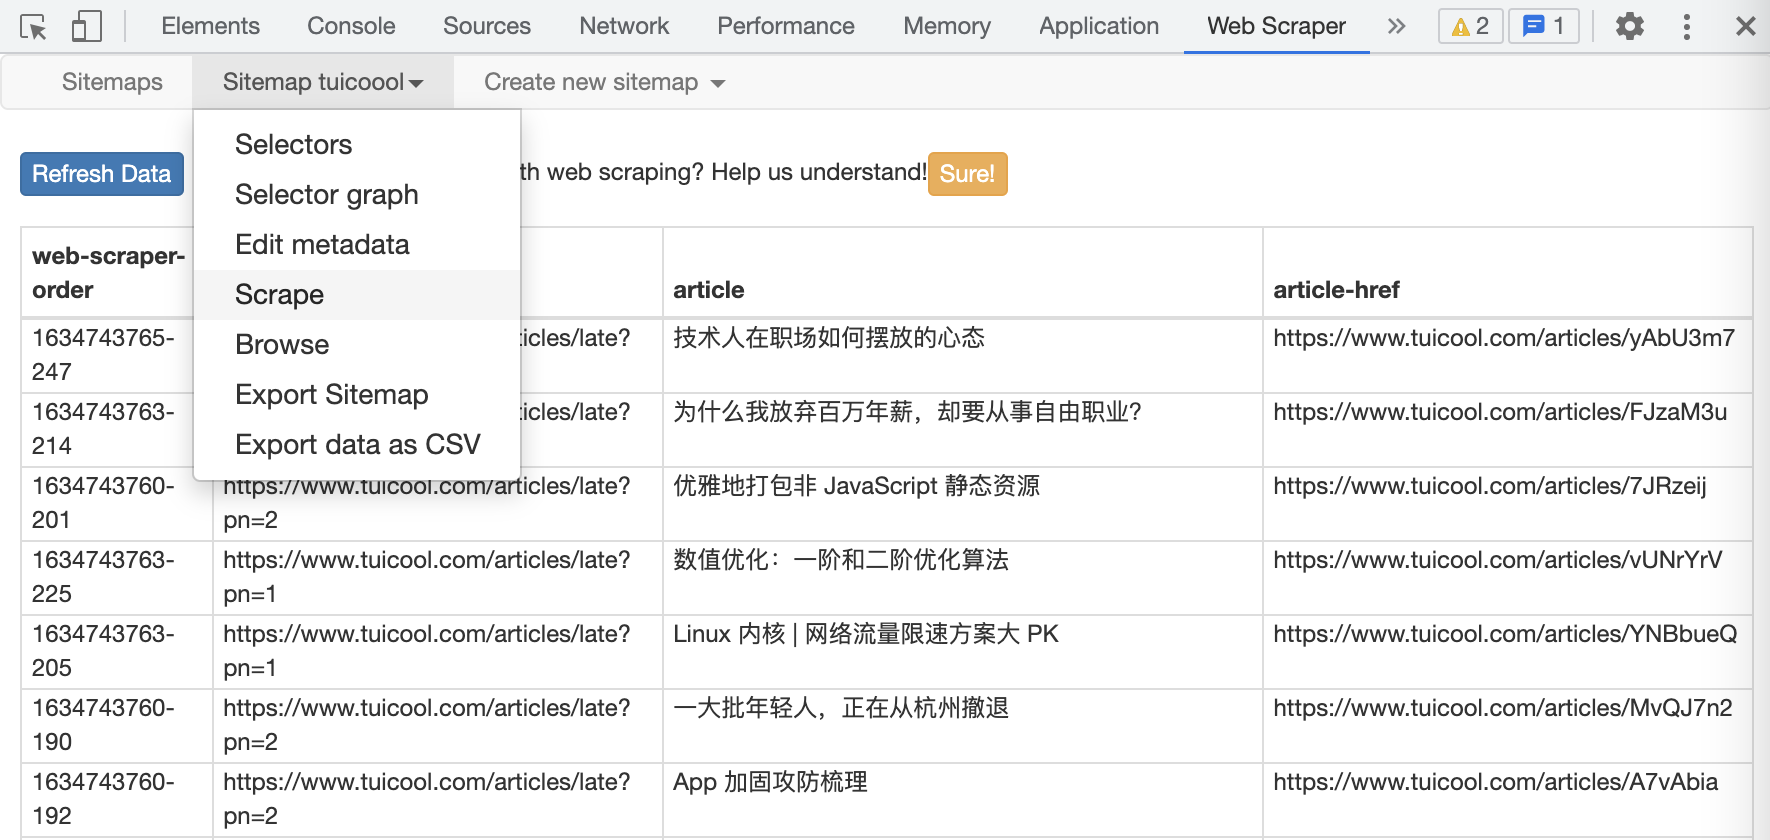 Elements Console Sources Network Performance Memory Application Web Scraper 2 1
Sitemaps Sitemap tuicoool Create new sitemap
Selectors
Selector graph
Edit metadata
Scrape
Browse
Export Sitemap
Export data as CSV
Refresh Data th web scraping? Help us understand! Sure!
web-scraper-
order article article-href
1634743765- ticles/late? 技术人在职场如何摆放的心态 https://www.tuicool.com/articles/yAbU3m7
247
1634743763- ticles/late? 为什么我放弃百万年薪，却要从事自由职业？ https://www.tuicool.com/articles/FJzaM3u
214
1634743760- https://www.tuicool.com/articles/late? 优雅地打包非 JavaScript 静态资源 https://www.tuicool.com/articles/7JRzeij
201 pn=2
1634743763- https://www.tuicool.com/articles/late? 数值优化：一阶和二阶优化算法 https://www.tuicool.com/articles/vUNrYrV
225 pn=1
1634743763- https://www.tuicool.com/articles/late? Linux 内核 | 网络流量限速方案大 PK https://www.tuicool.com/articles/YNBbueQ
205 pn=1
1634743760- https://www.tuicool.com/articles/late? 一大批年轻人，正在从杭州撤退 https://www.tuicool.com/articles/MvQJ7n2
190 pn=2
1634743760- https://www.tuicool.com/articles/late? App 加固攻防梳理 https://www.tuicool.com/articles/A7vAbia
192 pn=2